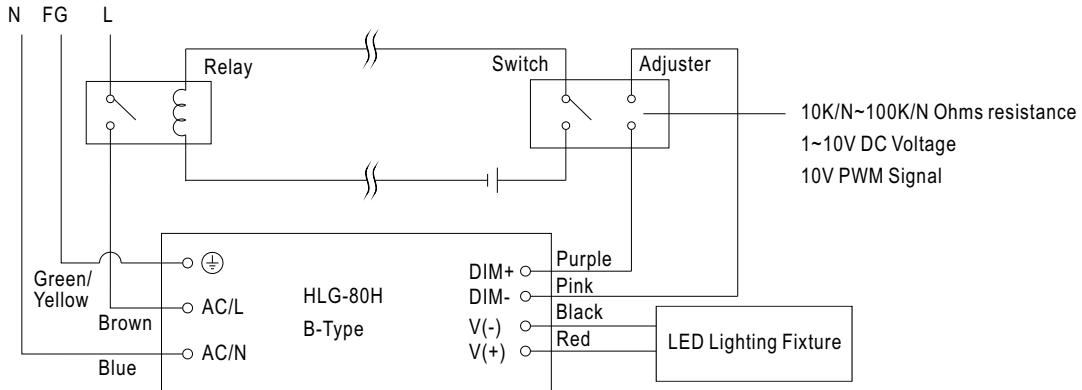 N FG L
Relay
Switch
Adjuster
10K/N~100K/N Ohms resistance
1~10V DC Voltage
10V PWM Signal
Green/
Yellow
Brown
Blue
AC/L
AC/N
HLG-80H
B-Type
DIM+
DIM-
V(-)
V(+)
Purple
Pink
Black
Red
LED Lighting Fixture